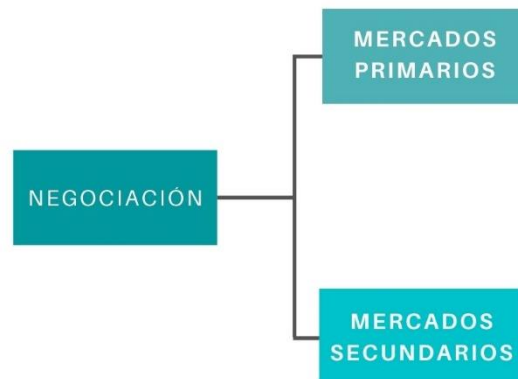 MERCADOS
PRIMARIOS
NEGOCIACIÓN
MERCADOS
SECUNDARIOS